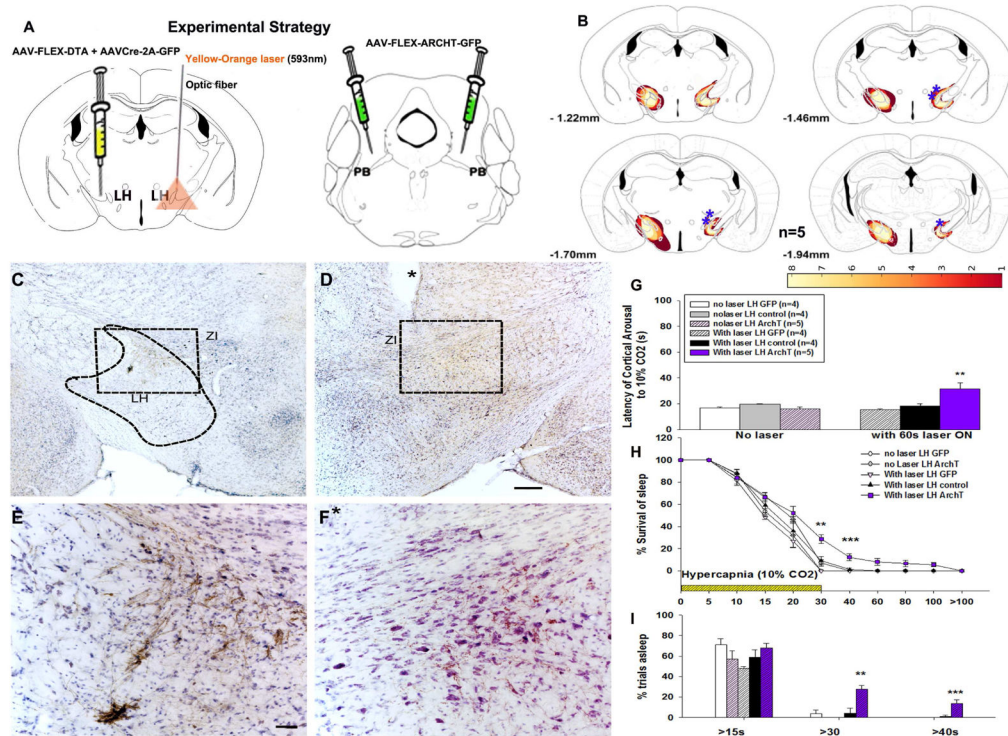 A
Experimental Strategy
AAV-FLEX-DTA + AAVCre-2A-GFP
Yellow-Orange laser (593nm)
Optic fiber
LH
LH
AAV-FLEX-ARCHT-GFP
PB
PB
B
- 1.22mm
-1.46mm
-1.70mm
n=5
-1.94mm
8 7 6 5 4 3 2 1
C
ZI
LH
D
*
ZI
E
F*
G
Latency of Cortical Arousal
to 10% CO2 (s)
100
80
60
40
20
0
no laser LH GFP (n=4)
nolaser LH control (n=4)
nolaser LH ArchT (n=5)
With laser LH GFP (n=4)
With laser LH control (n=4)
With laser LH ArchT (n=5)
**
No laser
with 60s laser ON
H
% Surival of sleep
120
100
80
60
40
20
0
no laser LH GFP
no Laser LH ArchT
With laser LH GFP
With laser LH control
With laser LH ArchT
**
***
Hypercapnia (10% CO2)
0 5 10 15 20 30 40 60 80 100 >100
I
% trials asleep
100
80
60
40
20
0
**
***
>15s
>30
>40s